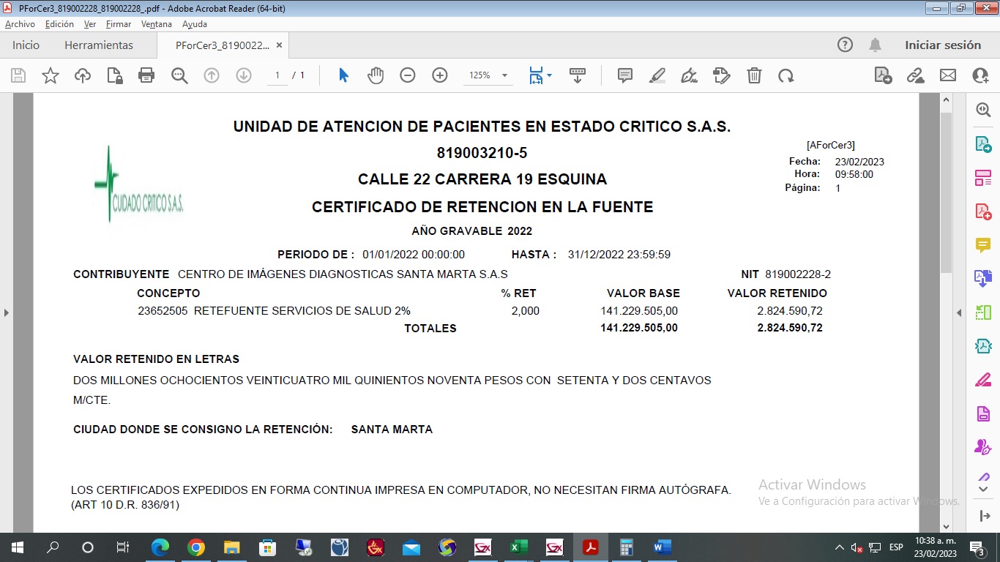 PForCer3_819002228_819002228_.pdf - Adobe Acrobat Reader (64-bit)
Archivo Edición Ver Firmar Ventana Ayuda
Inicio Herramientas PForCer3_8190022... × Iniciar sesión
1 / 1 125%
UNIDAD DE ATENCION DE PACIENTES EN ESTADO CRITICO S.A.S.
[AForCer3]
819003210-5
Fecha: 23/02/2023
Hora: 09:58:00
CALLE 22 CARRERA 19 ESQUINA
Página: 1
CUIDADO CRITICO S.A.S.
CERTIFICADO DE RETENCION EN LA FUENTE
AÑO GRAVABLE 2022
PERIODO DE : 01/01/2022 00:00:00 HASTA : 31/12/2022 23:59:59
CONTRIBUYENTE CENTRO DE IMÁGENES DIAGNOSTICAS SANTA MARTA S.A.S NIT 819002228-2
CONCEPTO % RET VALOR BASE VALOR RETENIDO
23652505 RETEFUENTE SERVICIOS DE SALUD 2% 2,000 141.229.505,00 2.824.590,72
TOTALES 141.229.505,00 2.824.590,72
VALOR RETENIDO EN LETRAS
DOS MILLONES OCHOCIENTOS VEINTICUATRO MIL QUINIENTOS NOVENTA PESOS CON SETENTA Y DOS CENTAVOS
M/CTE.
CIUDAD DONDE SE CONSIGNO LA RETENCIÓN: SANTA MARTA
LOS CERTIFICADOS EXPEDIDOS EN FORMA CONTINUA IMPRESA EN COMPUTADOR, NO NECESITAN FIRMA AUTÓGRAFA.
(ART 10 D.R. 836/91)
Activar Windows
Ve a Configuración para activar Windows.
ESP
10:38 a. m.
23/02/2023
3